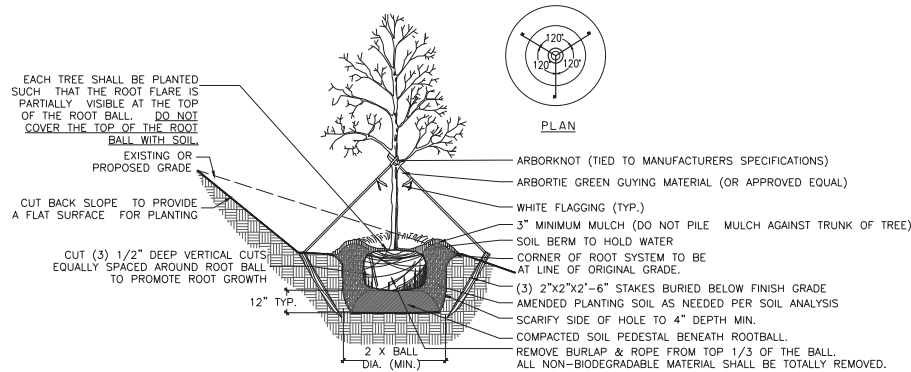 EACH TREE SHALL BE PLANTED
SUCH THAT THE ROOT FLARE IS
PARTIALLY VISIBLE AT THE TOP
OF THE ROOT BALL. DO NOT
COVER THE TOP OF THE ROOT
BALL WITH SOIL.
EXISTING OR
PROPOSED GRADE
CUT BACK SLOPE TO PROVIDE
A FLAT SURFACE FOR PLANTING
CUT (3) 1/2" DEEP VERTICAL CUTS
EQUALLY SPACED AROUND ROOT BALL
TO PROMOTE ROOT GROWTH
12" TYP.
2 X BALL
DIA. (MIN.)
120°
120°
120°
PLAN
ARBORKNOT (TIED TO MANUFACTURERS SPECIFICATIONS)
ARBORTIE GREEN GUYING MATERIAL (OR APPROVED EQUAL)
WHITE FLAGGING (TYP.)
3" MINIMUM MULCH (DO NOT PILE MULCH AGAINST TRUNK OF TREE)
SOIL BERM TO HOLD WATER
CORNER OF ROOT SYSTEM TO BE
AT LINE OF ORIGINAL GRADE.
(3) 2"X2"X2'-6" STAKES BURIED BELOW FINISH GRADE
AMENDED PLANTING SOIL AS NEEDED PER SOIL ANALYSIS
SCARIFY SIDE OF HOLE TO 4" DEPTH MIN.
COMPACTED SOIL PEDESTAL BENEATH ROOTBALL.
REMOVE BURLAP & ROPE FROM TOP 1/3 OF THE BALL.
ALL NON-BIODEGRADABLE MATERIAL SHALL BE TOTALLY REMOVED.